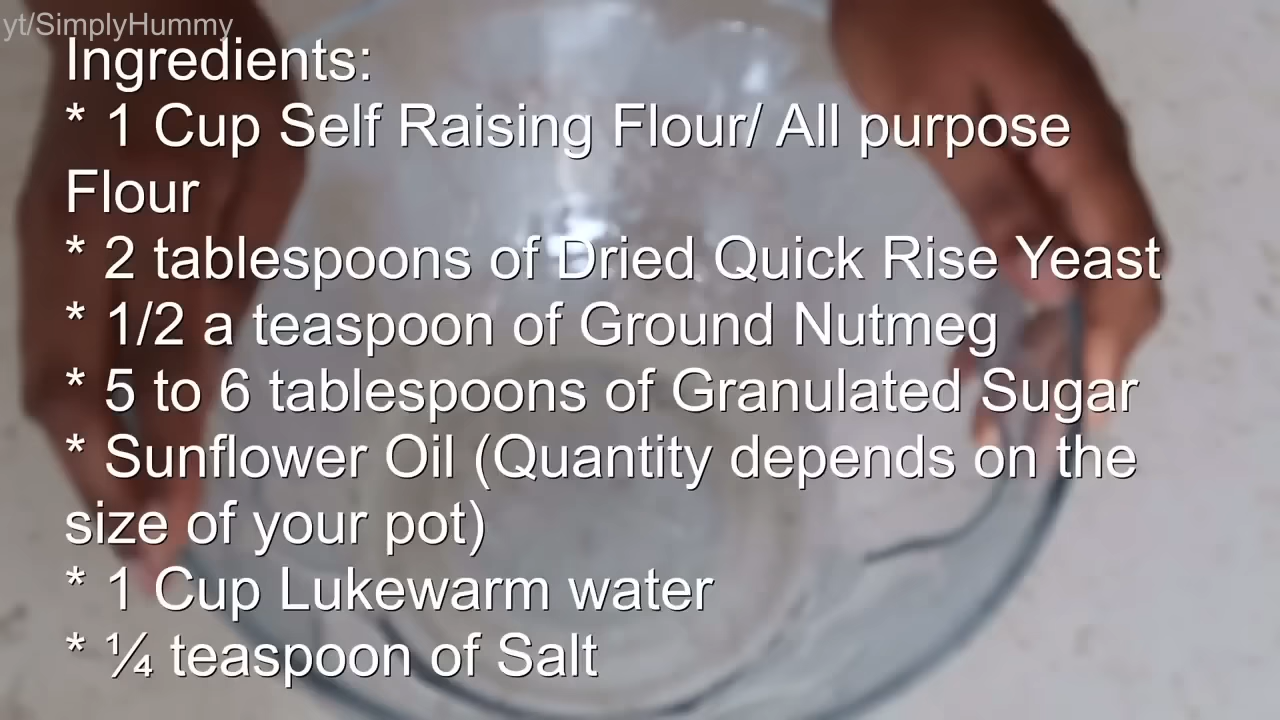 yt/SimplyHummy
Ingredients:
* 1 Cup Self Raising Flour/ All purpose
Flour
* 2 tablespoons of Dried Quick Rise Yeast
* 1/2 a teaspoon of Ground Nutmeg
* 5 to 6 tablespoons of Granulated Sugar
* Sunflower Oil (Quantity depends on the
size of your pot)
* 1 Cup Lukewarm water
* ¼ teaspoon of Salt